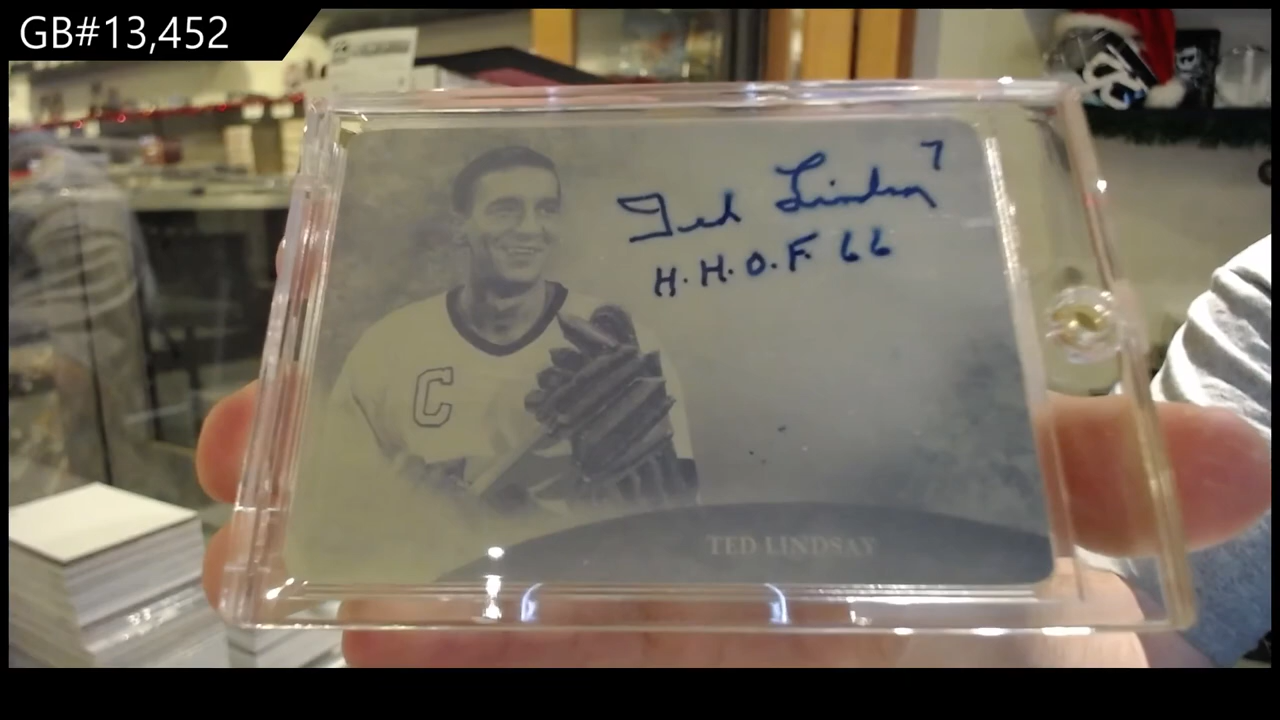 GB#13,452
Ted Lindsay 7
H.H.O.F. 66
C
TED LINDSAY